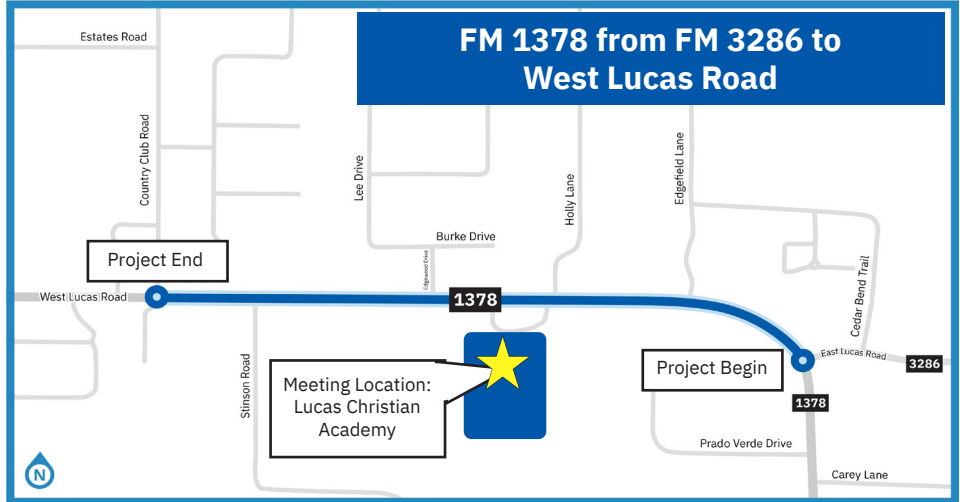 FM 1378 from FM 3286 to
West Lucas Road
Estates Road
Country Club Road
Lee Drive
Holly Lane
Edgefield Lane
Burke Drive
Edgewood Drive
Project End
West Lucas Road
1378
Cedar Bend Trail
East Lucas Road
3286
Project Begin
1378
Stinson Road
Meeting Location:
Lucas Christian
Academy
Prado Verde Drive
Carey Lane
N